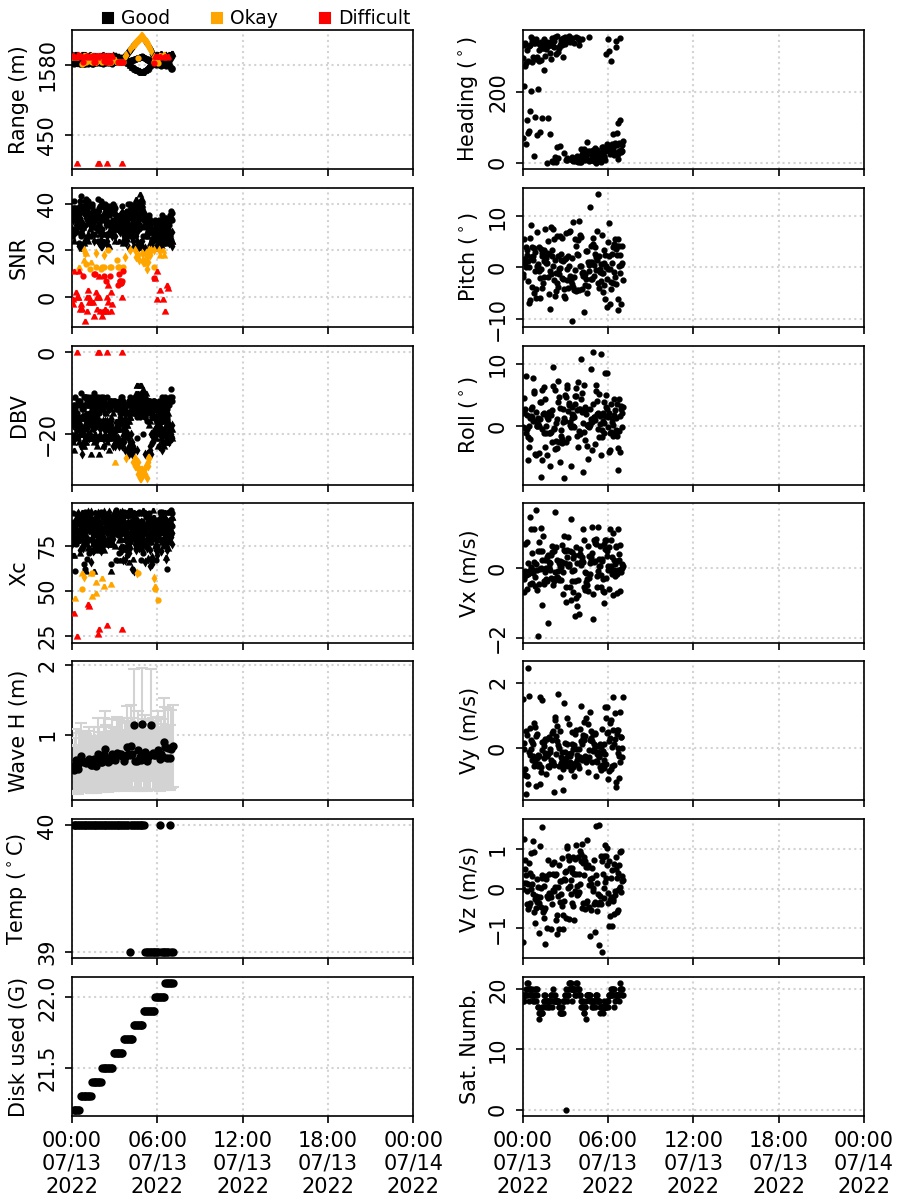 Good Okay Difficult
Range (m)
1580
450
Heading (°)
200
0
SNR
40
20
0
Pitch (°)
10
0
−10
DBV
0
−20
Roll (°)
10
0
Xc
75
50
25
Vx (m/s)
0
−2
Wave H (m)
2
1
Vy (m/s)
2
0
Temp (°C)
40
39
Vz (m/s)
1
0
−1
Disk used (G)
22.0
21.5
Sat. Numb.
20
10
0
00:00 06:00 12:00 18:00 00:00
07/13 07/13 07/13 07/13 07/14
2022 2022 2022 2022 2022
00:00 06:00 12:00 18:00 00:00
07/13 07/13 07/13 07/13 07/14
2022 2022 2022 2022 2022